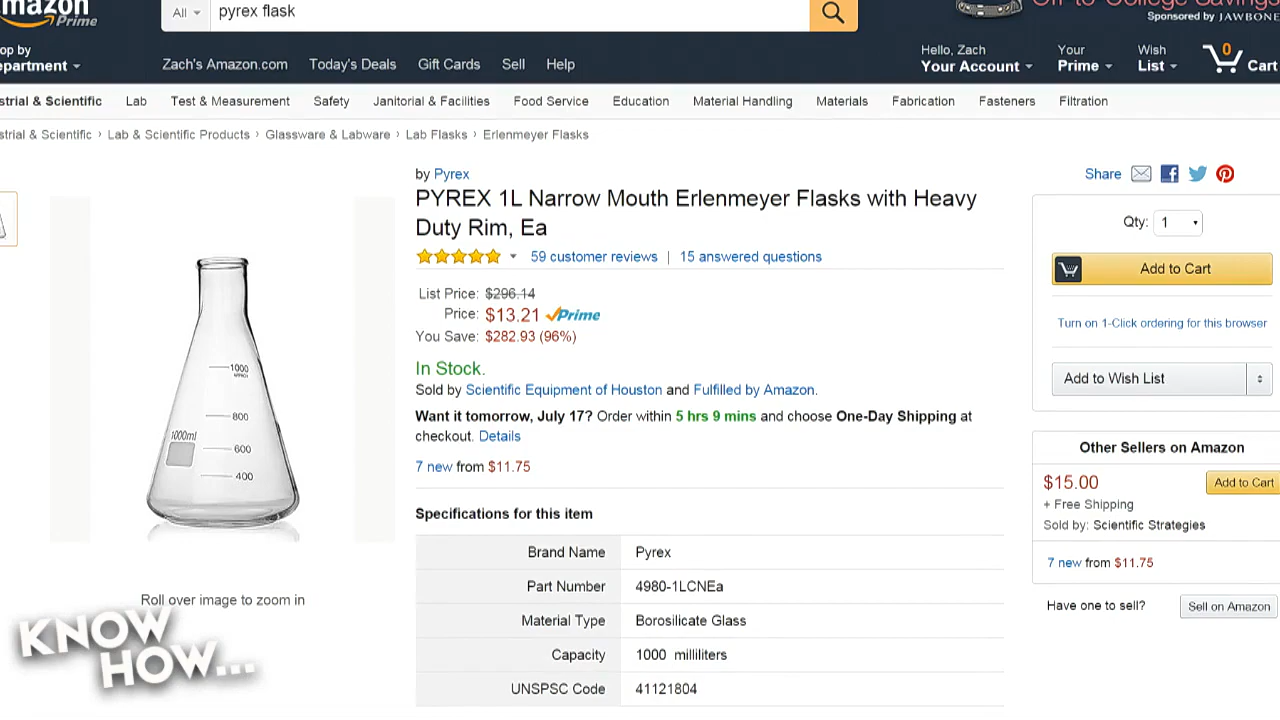 amazon
Prime
All
pyrex flask
Off-to-College Savings
Sponsored by JAWBONE
op by
epartment
Zach's Amazon.com
Today's Deals
Gift Cards
Sell
Help
Hello, Zach
Your Account
Your
Prime
Wish
List
0
Cart
strial & Scientific
Lab
Test & Measurement
Safety
Janitorial & Facilities
Food Service
Education
Material Handling
Materials
Fabrication
Fasteners
Filtration
strial & Scientific › Lab & Scientific Products › Glassware & Labware › Lab Flasks › Erlenmeyer Flasks
1000
800
1000ml
600
400
Roll over image to zoom in
by Pyrex
PYREX 1L Narrow Mouth Erlenmeyer Flasks with Heavy
Duty Rim, Ea
59 customer reviews | 15 answered questions
List Price: $296.14
Price: $13.21 Prime
You Save: $282.93 (96%)
In Stock.
Sold by Scientific Equipment of Houston and Fulfilled by Amazon.
Want it tomorrow, July 17? Order within 5 hrs 9 mins and choose One-Day Shipping at
checkout. Details
7 new from $11.75
Specifications for this item
Brand Name Pyrex
Part Number 4980-1LCNEa
Material Type Borosilicate Glass
Capacity 1000 milliliters
UNSPSC Code 41121804
Share
Qty: 1
Add to Cart
Turn on 1-Click ordering for this browser
Add to Wish List
Other Sellers on Amazon
$15.00
Add to Cart
+ Free Shipping
Sold by: Scientific Strategies
7 new from $11.75
Have one to sell?
Sell on Amazon
KNOW
HOW...